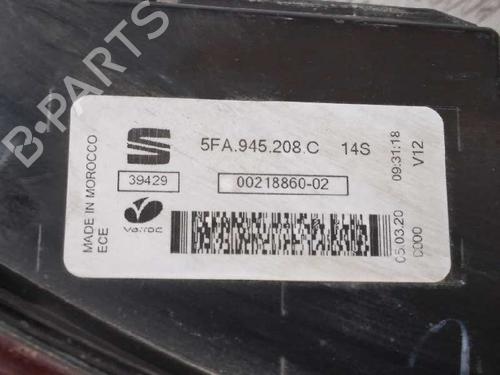 MADE IN MOROCCO
ECE
5FA.945.208.C 14S
39429
00218860-02
Varroc
09:31:18
V12
05.03.20
C000
B-PARTS